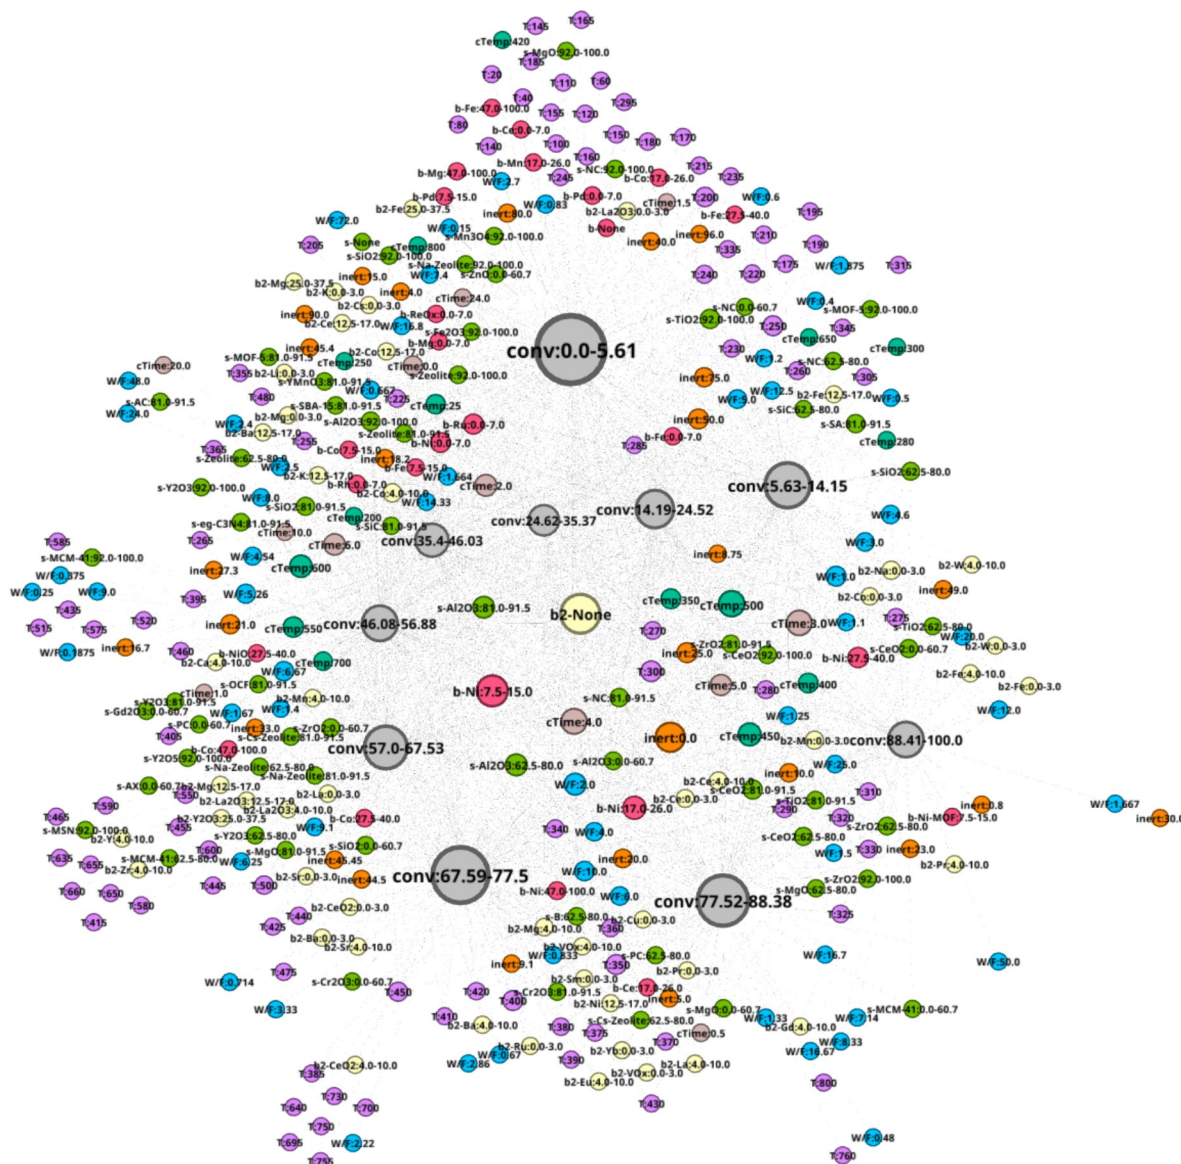 T:145
T:165
cTemp:420
s-MgO:92.0-100.0
T:185
T:20
T:110
T:60
T:40
T:295
b-Fe:47.0-100.0
T:155
T:120
T:80
b-Ce:0.0-7.0
T:150
T:180
T:170
T:140
T:100
T:160
b-Mn:17.0-26.0
s-NC:92.0-100.0
T:215
b-Mg:47.0-100.0
W/F:2.7
T:245
b-Co:17.0-26.0
T:235
b-Pd:7.5-15.0
b-Pd:0.0-7.0
T:200
W/F:0.6
cTime:1.5
W/F:0.83
b2-Fe:25.0-37.5
inert:80.0
b2-La2O3:0.0-3.0
b-Fe:27.5-40.0
T:195
W/F:72.0
W/F:0.15
b-None
s-None
s-Mn3O4:92.0-100.0
inert:40.0
inert:96.0
T:210
T:205
cTemp:800
T:335
T:190
s-SiO2:92.0-100.0
s-Na-Zeolite:92.0-100.0
T:175
W/F:1.875
T:315
inert:15.0
W/F:7.4
s-ZnO:0.0-60.7
T:240
T:220
b2-Mg:25.0-37.5
b2-K:0.0-3.0
inert:4.0
cTime:24.0
W/F:0.4
b2-Cs:0.0-3.0
s-NC:0.0-60.7
s-MOF-5:92.0-100.0
inert:90.0
b-ReOx:0.0-7.0
s-TiO2:92.0-100.0
b2-Ce:12.5-17.0
W/F:16.8
T:250
T:345
s-Fe2O3:92.0-100.0
cTemp:650
b-Mg:0.0-7.0
inert:45.4
T:230
cTemp:300
conv:0.0-5.61
b2-Co:12.5-17.0
s-MOF-5:81.0-91.5
W/F:1.2
s-NC:62.5-80.0
cTemp:250
cTime:0.0
cTime:20.0
T:355
b2-Li:0.0-3.0
s-Zeolite:92.0-100.0
T:260
T:305
W/F:48.0
s-YMnO3:81.0-91.5
inert:75.0
W/F:12.5
b2-Fe:12.5-17.0
T:480
W/F:0.667
T:225
W/F:5.0
W/F:0.5
s-AC:81.0-91.5
s-SBA-15:81.0-91.5
cTemp:25
s-SiC:62.5-80.0
W/F:24.0
b2-Mg:0.0-3.0
W/F:2.4
s-Al2O3:92.0-100.0
b-Ru:0.0-7.0
inert:50.0
s-SA:81.0-91.5
b2-Ba:12.5-17.0
s-Zeolite:81.0-91.5
b-Fe:0.0-7.0
cTemp:280
T:255
b-Ni:0.0-7.0
T:285
T:365
b-Co:7.5-15.0
s-Zeolite:62.5-80.0
inert:18.2
b-Fe:7.5-15.0
W/F:2.5
s-SiO2:62.5-80.0
b2-K:12.5-17.0
W/F:1.664
s-Y2O3:92.0-100.0
b-Rh:0.0-7.0
cTime:2.0
conv:5.63-14.15
b2-Co:4.0-10.0
W/F:8.0
W/F:14.33
s-SiO2:81.0-91.5
conv:14.19-24.52
W/F:4.6
cTemp:200
conv:24.62-35.37
s-eg-C3N4:81.0-91.5
s-SiC:81.0-91.5
cTime:10.0
conv:35.4-46.03
T:585
T:265
cTime:6.0
W/F:3.0
s-MCM-41:92.0-100.0
W/F:4.54
inert:8.75
cTemp:600
inert:27.3
W/F:0.375
W/F:1.0
b2-Na:0.0-3.0
b2-W:4.0-10.0
W/F:0.25
W/F:9.0
W/F:5.26
inert:49.0
T:395
b2-Co:0.0-3.0
cTemp:350
cTemp:500
T:435
s-Al2O3:81.0-91.5
b2-None
T:275
T:520
inert:21.0
cTemp:550
conv:46.08-56.88
cTime:3.0
W/F:1.1
s-TiO2:62.5-80.0
T:515
T:575
T:270
W/F:20.0
s-ZrO2:81.0-91.5
b2-W:0.0-3.0
inert:16.7
s-CeO2:0.0-60.7
W/F:0.1875
T:460
b-NiO:27.5-40.0
inert:25.0
s-CeO2:92.0-100.0
b-Ni:27.5-40.0
b2-Ca:4.0-10.0
cTemp:700
W/F:6.67
T:300
b2-Fe:4.0-10.0
s-OCF:81.0-91.5
cTime:5.0
cTemp:400
b2-Fe:0.0-3.0
cTime:1.0
b-Ni:7.5-15.0
T:280
s-Y2O3:81.0-91.5
b2-Mn:4.0-10.0
s-NC:81.0-91.5
s-Gd2O3:0.0-60.7
W/F:1.67
W/F:1.4
W/F:12.0
cTime:4.0
W/F:1.25
s-PC:0.0-60.7
inert:33.0
s-ZrO2:0.0-60.7
T:405
s-Cs-Zeolite:81.0-91.5
inert:0.0
cTemp:450
b2-Mn:0.0-3.0
conv:88.41-100.0
b-Co:47.0-100.0
conv:57.0-67.53
s-Y2O5:92.0-100.0
s-Na-Zeolite:62.5-80.0
s-Al2O3:62.5-80.0
s-Al2O3:0.0-60.7
W/F:25.0
s-Na-Zeolite:81.0-91.5
inert:10.0
s-AX:0.0-60.7
b2-Mg:12.5-17.0
b2-Ce:4.0-10.0
W/F:2.0
s-CeO2:81.0-91.5
T:310
T:550
b2-La:0.0-3.0
b2-Ce:0.0-3.0
s-TiO2:81.0-91.5
T:590
b2-La2O3:12.5-17.0
b-Ni:17.0-26.0
T:290
inert:0.8
W/F:1.667
T:465
b2-La2O3:4.0-10.0
b2-Y2O3:25.0-37.5
T:320
b-Ni-MOF:7.5-15.0
inert:30.0
s-MSN:92.0-100.0
T:455
W/F:9.1
b-Co:27.5-40.0
T:340
W/F:4.0
s-ZrO2:62.5-80.0
b2-Y:4.0-10.0
s-Y2O3:62.5-80.0
s-CeO2:62.5-80.0
T:600
s-MgO:81.0-91.5
s-SiO2:0.0-60.7
T:330
inert:23.0
T:635
T:655
s-MCM-41:62.5-80.0
W/F:6.25
inert:45.45
inert:20.0
W/F:1.5
b2-Pr:4.0-10.0
b2-Zr:4.0-10.0
W/F:10.0
s-ZrO2:92.0-100.0
b2-Sr:0.0-3.0
inert:44.5
conv:67.59-77.5
T:445
T:500
s-MgO:62.5-80.0
T:660
T:650
b-Ni:47.0-100.0
W/F:6.0
conv:77.52-88.38
T:580
b2-CeO2:0.0-3.0
T:440
s-B:62.5-80.0
T:325
T:415
T:425
b2-Mg:4.0-10.0
b2-Cu:0.0-3.0
T:360
b2-Ba:0.0-3.0
b2-Sr:4.0-10.0
b2-VOx:4.0-10.0
W/F:0.833
s-PC:62.5-80.0
W/F:16.7
inert:9.1
T:350
W/F:50.0
T:475
b2-Pr:0.0-3.0
W/F:0.714
s-Cr2O3:0.0-60.7
b2-Sm:0.0-3.0
T:450
T:420
s-Cr2O3:81.0-91.5
b-Ce:17.0-26.0
T:400
b2-Ni:12.5-17.0
inert:5.0
W/F:3.33
s-MgO:0.0-60.7
s-MCM-41:0.0-60.7
T:410
s-Cs-Zeolite:62.5-80.0
W/F:1.33
W/F:7.14
b2-Ba:4.0-10.0
T:380
T:375
cTime:0.5
b2-Gd:4.0-10.0
T:370
W/F:8.33
b2-Ru:0.0-3.0
b2-Yb:0.0-3.0
W/F:16.67
W/F:0.67
T:390
b2-La:4.0-10.0
W/F:2.86
b2-CeO2:4.0-10.0
T:385
b2-VOx:0.0-3.0
b2-Eu:4.0-10.0
T:800
T:730
T:640
T:700
T:430
T:750
W/F:0.48
T:695
W/F:2.22
T:760
T:755